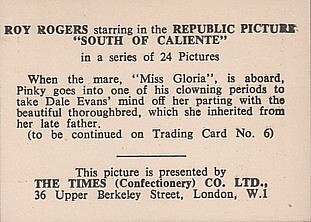 ROY ROGERS starring in the REPUBLIC PICTURE
"SOUTH OF CALIENTE"
in a series of 24 Pictures
When the mare, "Miss Gloria", is aboard,
Pinky goes into one of his clowning periods to
take Dale Evans' mind off her parting with the
beautiful thoroughbred, which she inherited from
her late father.
(to be continued on Trading Card No. 6)
This picture is presented by
THE TIMES (Confectionery) CO. LTD.,
36 Upper Berkeley Street, London, W.1